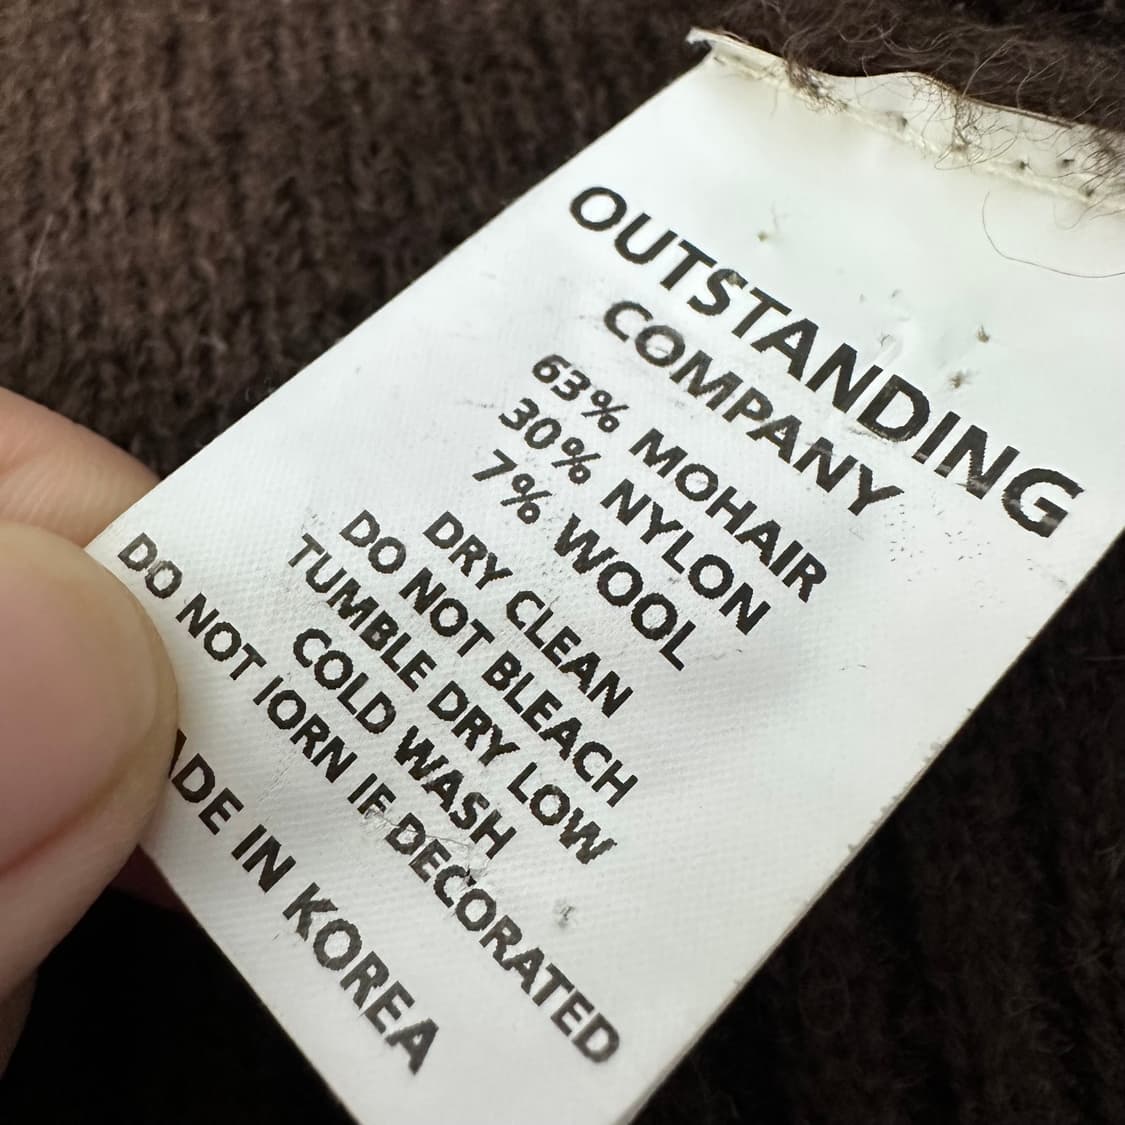 OUTSTANDING
COMPANY
63% MOHAIR
30% NYLON
7% WOOL
DRY CLEAN
DO NOT BLEACH
TUMBLE DRY LOW
COLD WASH
DO NOT IORN IF DECORATED
ADE IN KOREA